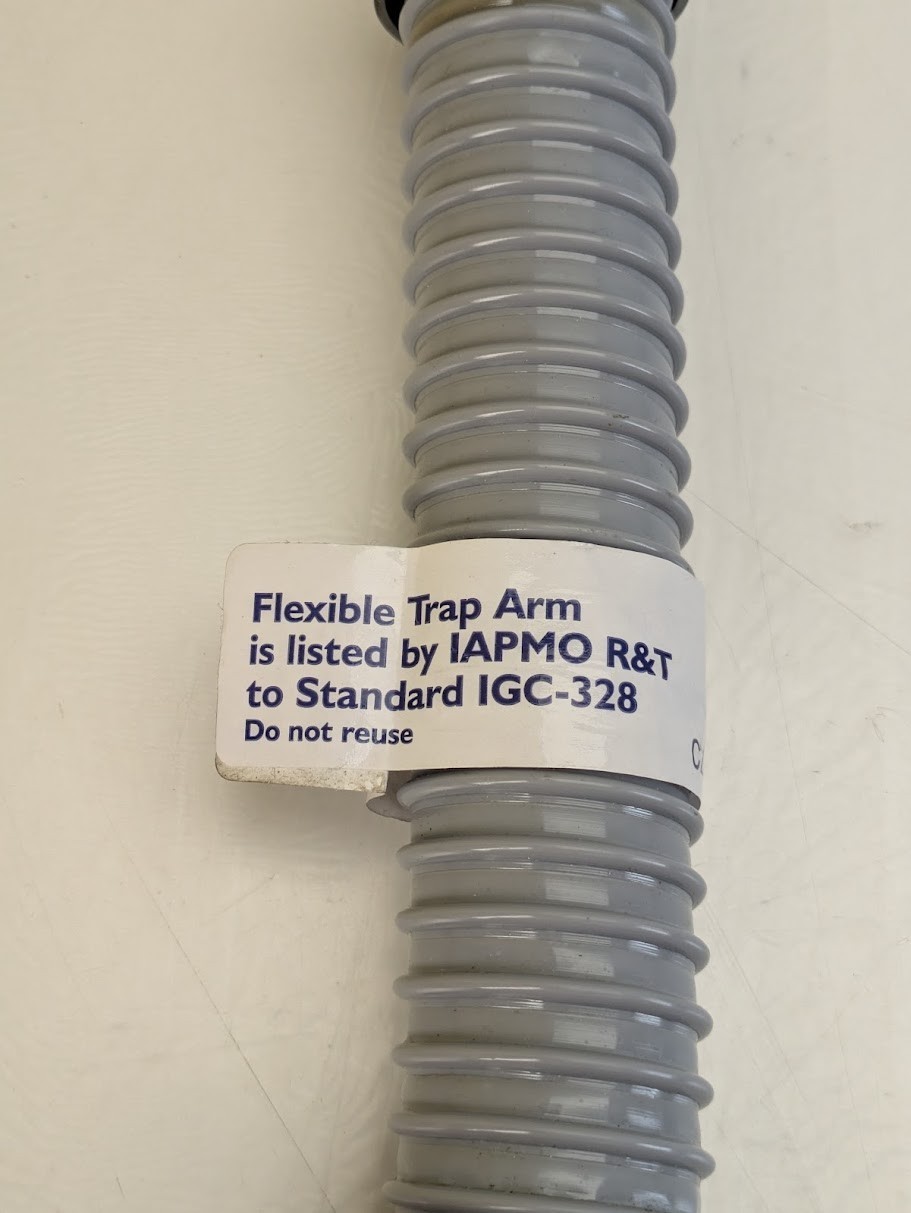 Flexible Trap Arm
is listed by IAPMO R&T
to Standard IGC-328
Do not reuse